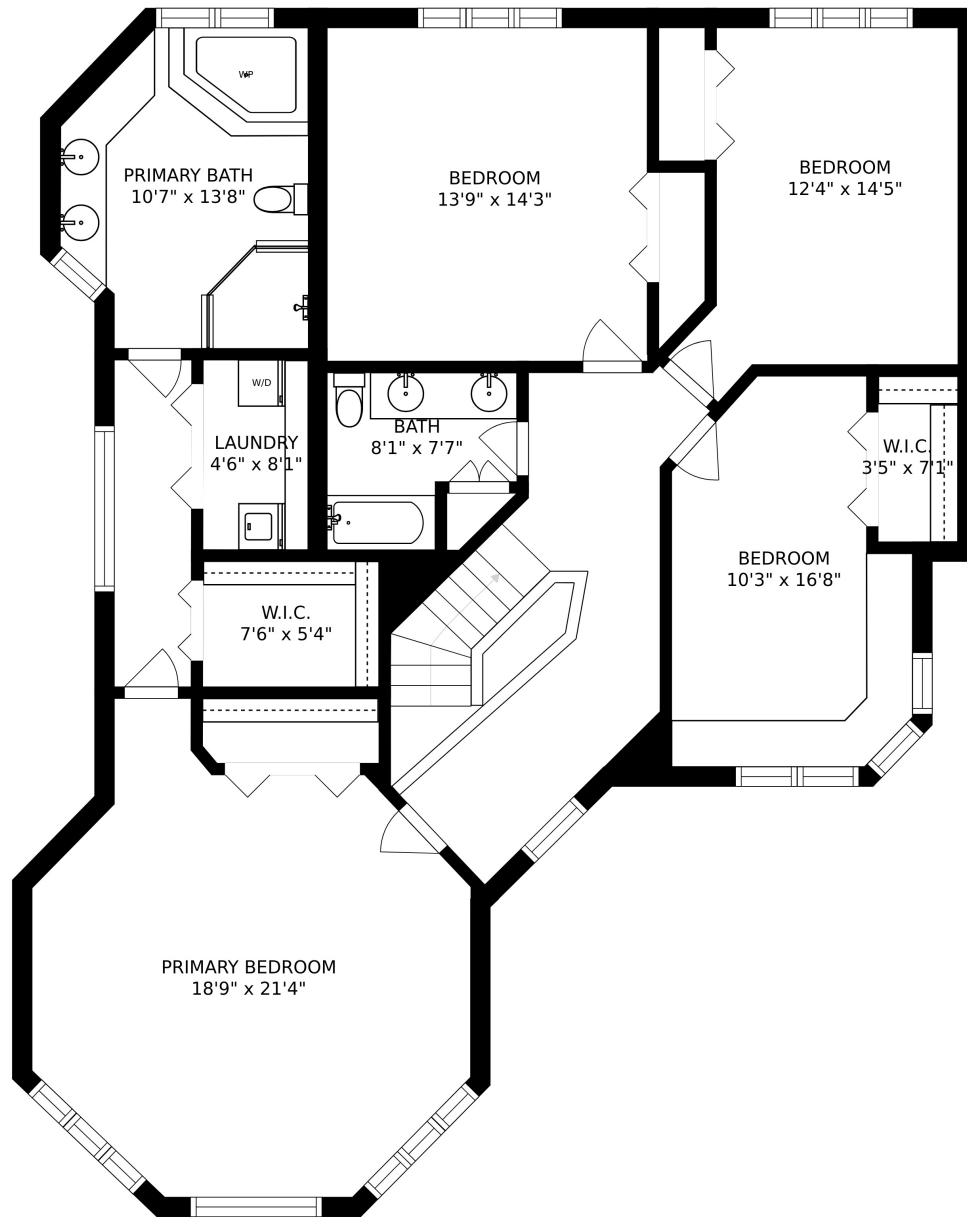 WP
PRIMARY BATH
10'7" x 13'8"
BEDROOM
13'9" x 14'3"
BEDROOM
12'4" x 14'5"
W/D
LAUNDRY
4'6" x 8'1"
BATH
8'1" x 7'7"
W.I.C.
3'5" x 7'1"
BEDROOM
10'3" x 16'8"
W.I.C.
7'6" x 5'4"
PRIMARY BEDROOM
18'9" x 21'4"